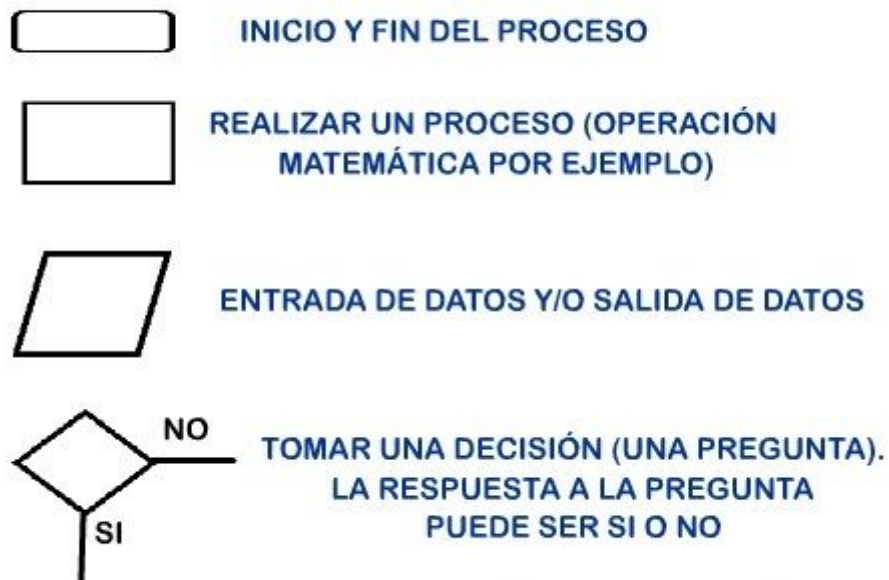 INICIO Y FIN DEL PROCESO
REALIZAR UN PROCESO (OPERACIÓN
MATEMÁTICA POR EJEMPLO)
ENTRADA DE DATOS Y/O SALIDA DE DATOS
NO
TOMAR UNA DECISIÓN (UNA PREGUNTA).
LA RESPUESTA A LA PREGUNTA
PUEDE SER SI O NO
SI